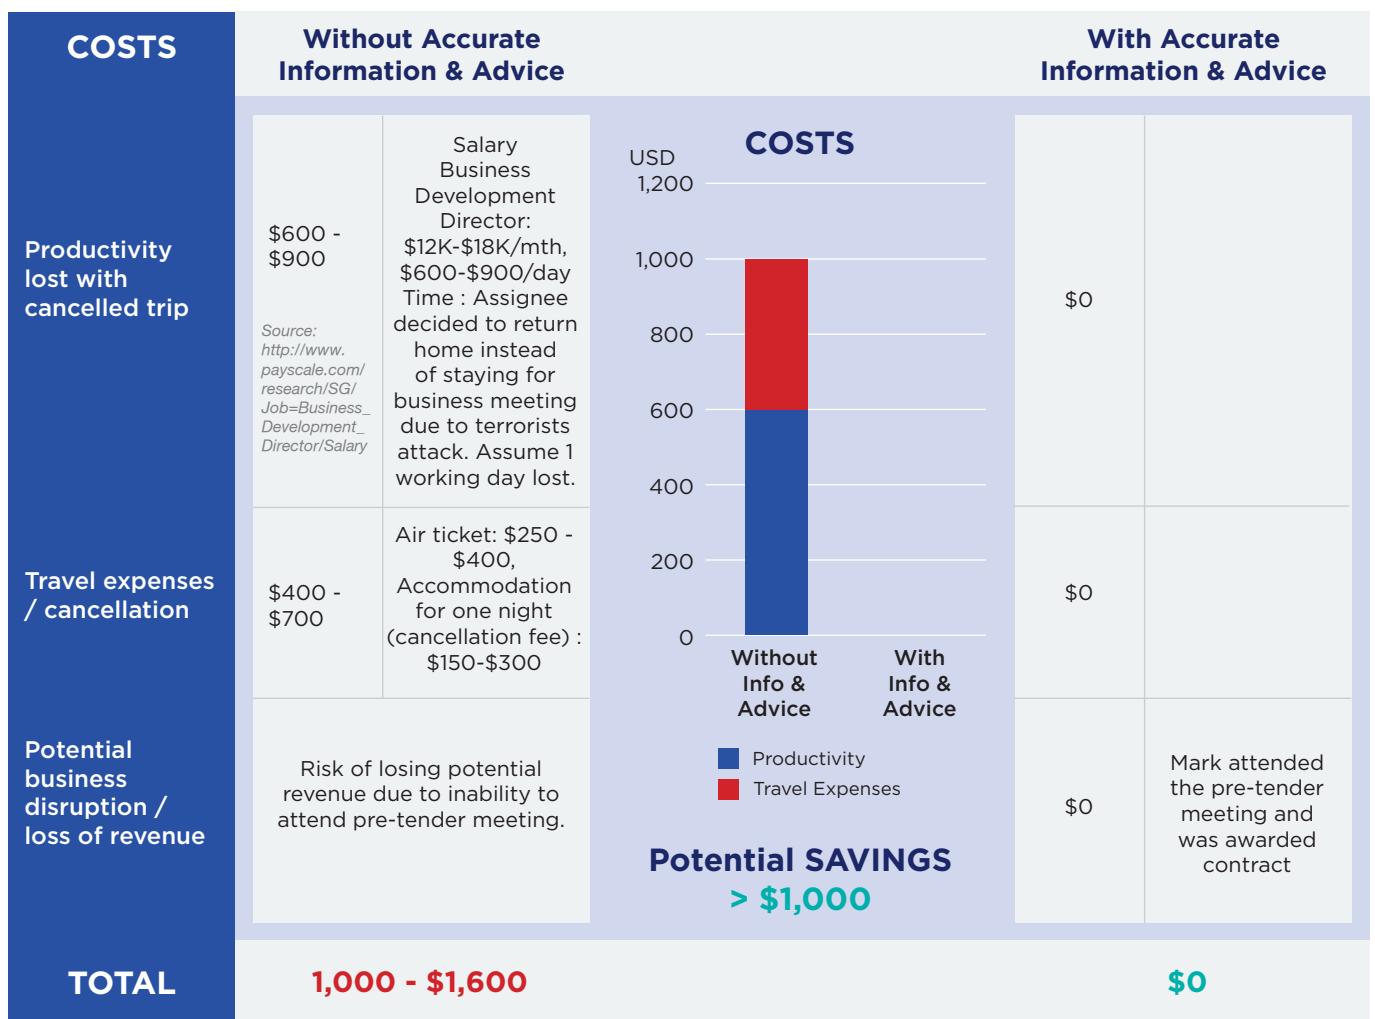 COSTS
Without Accurate
Information & Advice
With Accurate
Information & Advice
Productivity
lost with
cancelled trip
$600 -
$900
Source:
http://www.
payscale.com/
research/SG/
Job=Business_
Development_
Director/Salary
Salary
Business
Development
Director:
$12K-$18K/mth,
$600-$900/day
Time : Assignee
decided to return
home instead
of staying for
business meeting
due to terrorists
attack. Assume 1
working day lost.
$0
Travel expenses
/ cancellation
$400 -
$700
Air ticket: $250 -
$400,
Accommodation
for one night
(cancellation fee) :
$150-$300
$0
Potential
business
disruption /
loss of revenue
Risk of losing potential
revenue due to inability to
attend pre-tender meeting.
$0
Mark attended
the pre-tender
meeting and
was awarded
contract
COSTS
USD
1,200
1,000
800
600
400
200
0
Without
Info &
Advice
With
Info &
Advice
Productivity
Travel Expenses
Potential SAVINGS
> $1,000
TOTAL
1,000 - $1,600
$0